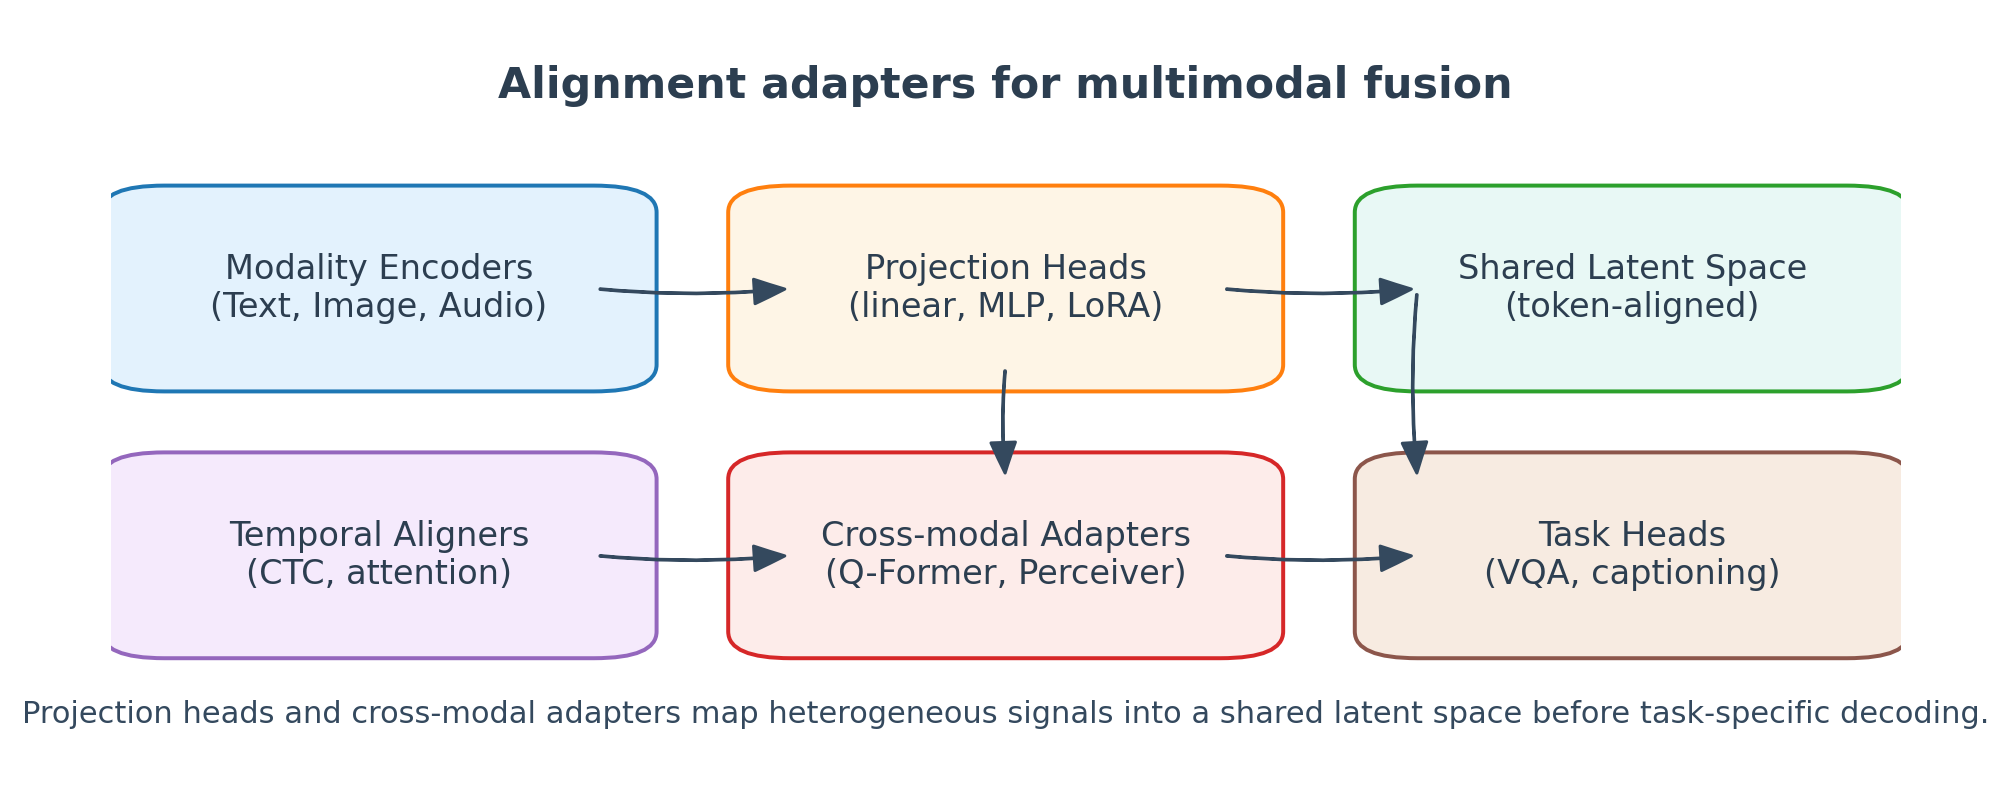 Alignment adapters for multimodal fusion
Modality Encoders
(Text, Image, Audio)
Projection Heads
(linear, MLP, LoRA)
Shared Latent Space
(token-aligned)
Temporal Aligners
(CTC, attention)
Cross-modal Adapters
(Q-Former, Perceiver)
Task Heads
(VQA, captioning)
Projection heads and cross-modal adapters map heterogeneous signals into a shared latent space before task-specific decoding.